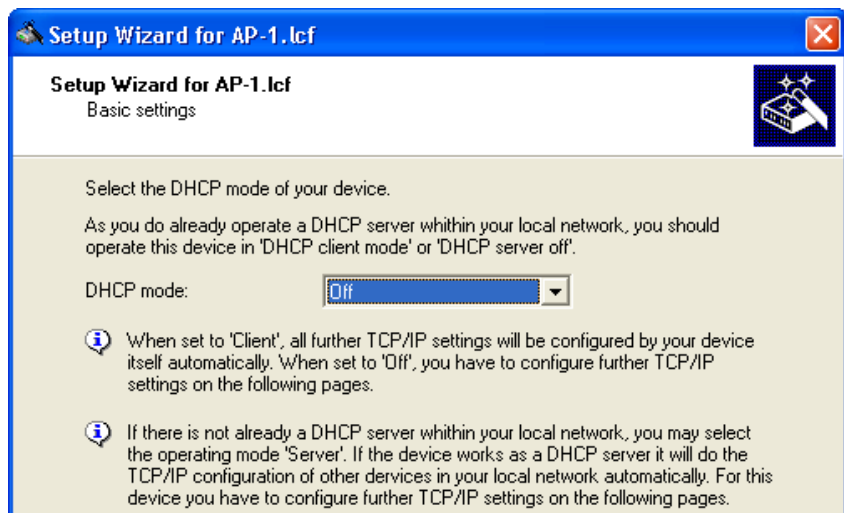 Setup Wizard for AP-1.lcf
Setup Wizard for AP-1.lcf
Basic settings
Select the DHCP mode of your device.
As you do already operate a DHCP server whithin your local network, you should
operate this device in 'DHCP client mode' or 'DHCP server off'.
DHCP mode: Off
When set to 'Client', all further TCP/IP settings will be configured by your device
itself automatically. When set to 'Off', you have to configure further TCP/IP
settings on the following pages.
If there is not already a DHCP server whithin your local network, you may select
the operating mode 'Server'. If the device works as a DHCP server it will do the
TCP/IP configuration of other dervices in your local network automatically. For this
device you have to configure further TCP/IP settings on the following pages.